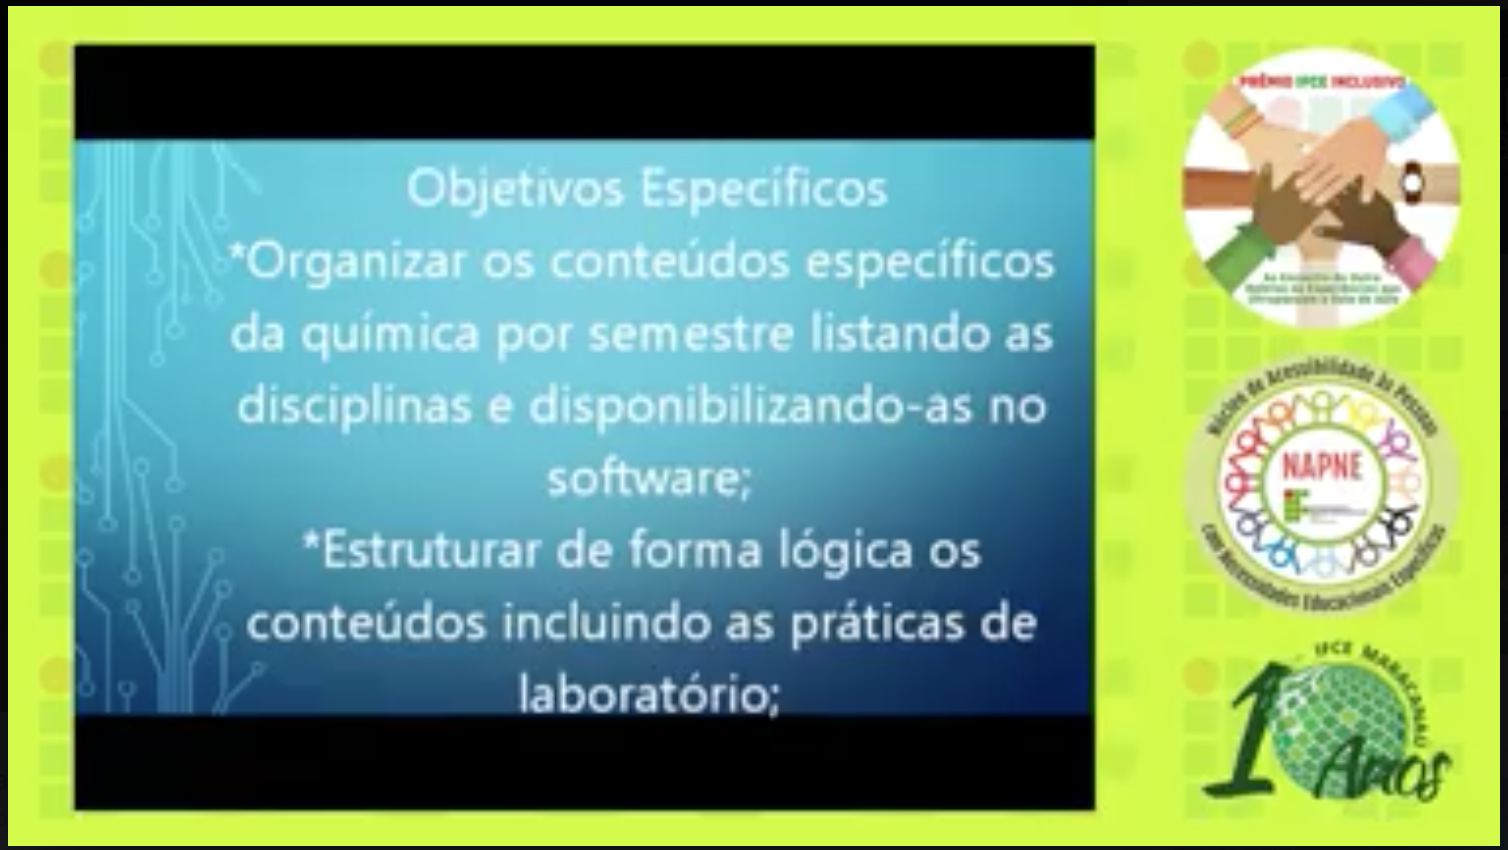 Objetivos Específicos
*Organizar os conteúdos específicos
da química por semestre listando as
disciplinas e disponibilizando-as no
software;
*Estruturar de forma lógica os
conteúdos incluindo as práticas de
laboratório;
PRÊMIO IFCE INCLUSIVO
Núcleo de Acessibilidade às Pessoas
NAPNE
com Necessidades Educacionais Específicas
IFCE MARACANAÚ
10 Anos